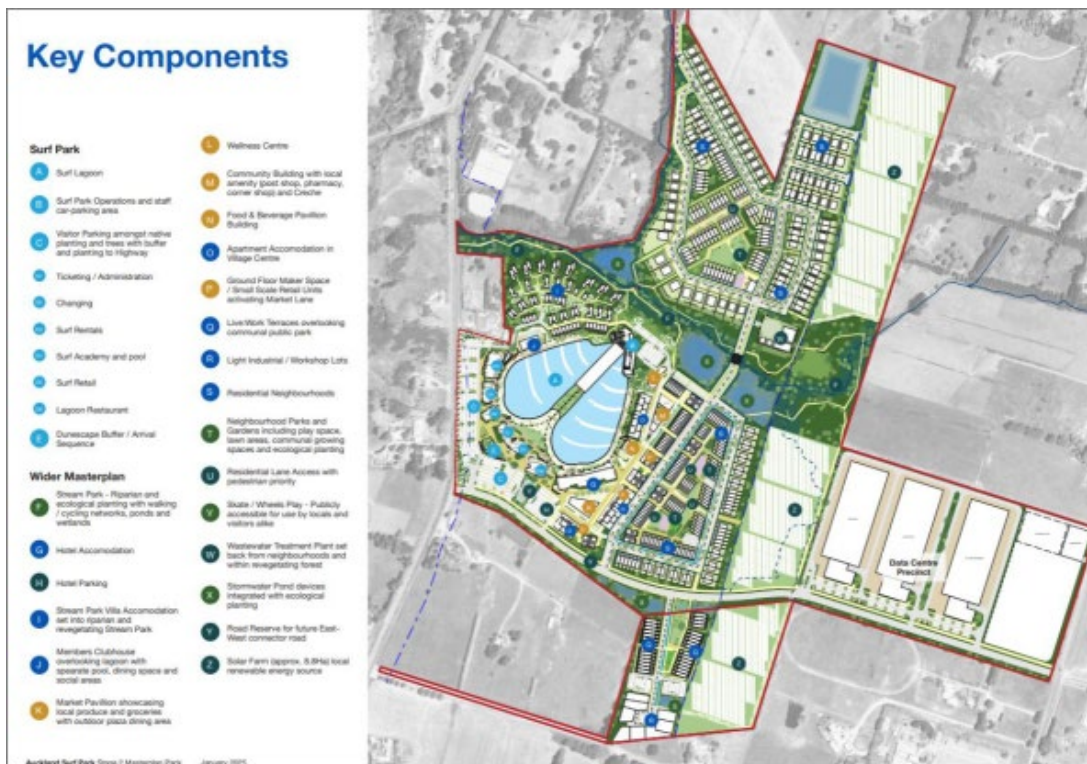 Key Components
Surf Park
A Surf Lagoon
B Surf Park Operations and staff
car-parking area
C Visitor Parking amongst native
planting and trees with buffer
and planting to Highway
Ticketing / Administration
Changing
Surf Rentals
Surf Academy and pool
Surf Retail
Lagoon Restaurant
E Dunescape Buffer / Arrival
Sequence
Wider Masterplan
F Stream Park - Riparian and
ecological planting with walking
/ cycling networks, ponds and
wetlands
G Hotel Accomodation
H Hotel Parking
I Stream Park Villa Accomodation
set into riparian and
revegetating Stream Park
J Members Clubhouse
overlooking lagoon with
spearate pool, dining space and
social areas
K Market Pavillion showcasing
local produce and groceries
with outdoor plaza dining area
L Wellness Centre
M Community Building with local
amenity (post shop, pharmacy,
corner shop) and Creche
N Food & Beverage Pavillion
Building
O Apartment Accomodation in
Village Centre
P Ground Floor Maker Space
/ Small Scale Retail Units
activating Market Lane
Q Live/Work Terraces overlooking
communal public park
R Light Industrial / Workshop Lots
S Residential Neighbourhoods
T Neighbourhood Parks and
Gardens including play space,
lawn areas, communal growing
spaces and ecological planting
U Residential Lane Access with
pedestrian priority
V Skate / Wheels Play - Publicly
accessible for use by locals and
visitors alike
W Wastewater Treatment Plant set
back from neighbourhoods and
within revegetating forest
X Stormwater Pond devices
integrated with ecological
planting
Y Road Reserve for future East-
West connector road
Z Solar Farm (approx. 8.8Ha) local
renewable energy source
Data Centre
Precinct
Auckland Surf Park Stage 2 Masterplan Park January 2025